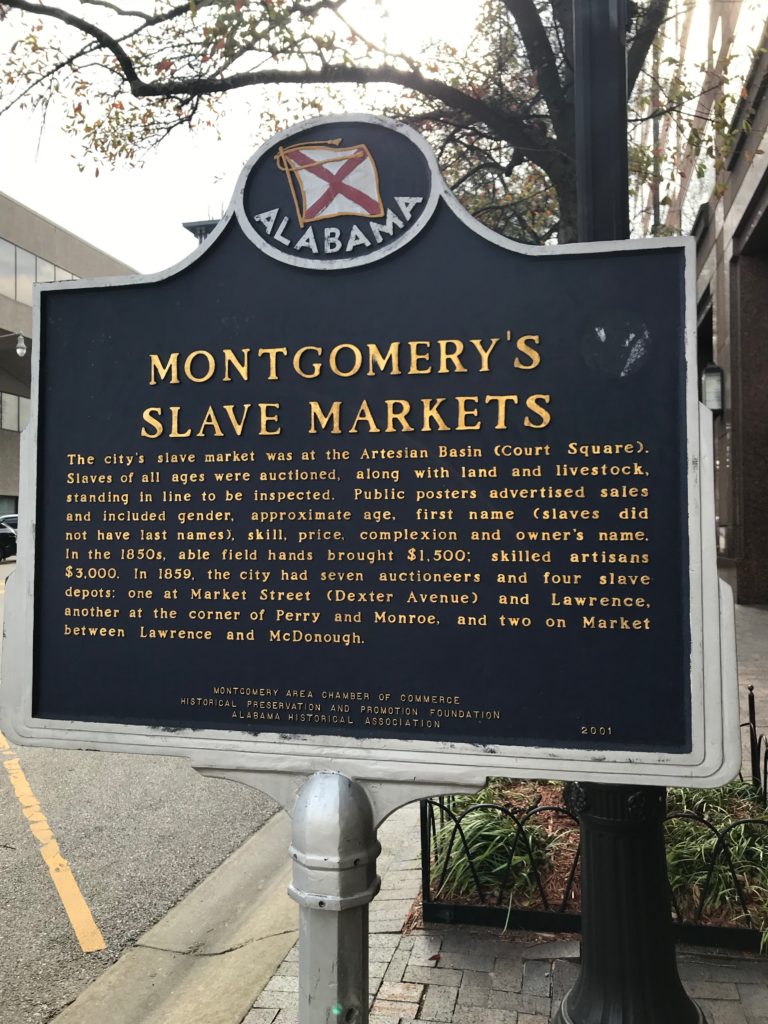 ALABAMA
MONTGOMERY'S
SLAVE MARKETS
The city's slave market was at the Artesian Basin (Court Square).
Slaves of all ages were auctioned, along with land and livestock,
standing in line to be inspected. Public posters advertised sales
and included gender, approximate age, first name (slaves did
not have last names), skill, price, complexion and owner's name.
In the 1850s, able field hands brought $1,500; skilled artisans
$3,000. In 1859, the city had seven auctioneers and four slave
depots: one at Market Street (Dexter Avenue) and Lawrence,
another at the corner of Perry and Monroe, and two on Market
between Lawrence and McDonough.
MONTGOMERY AREA CHAMBER OF COMMERCE
HISTORICAL PRESERVATION AND PROMOTION FOUNDATION
ALABAMA HISTORICAL ASSOCIATION
2001